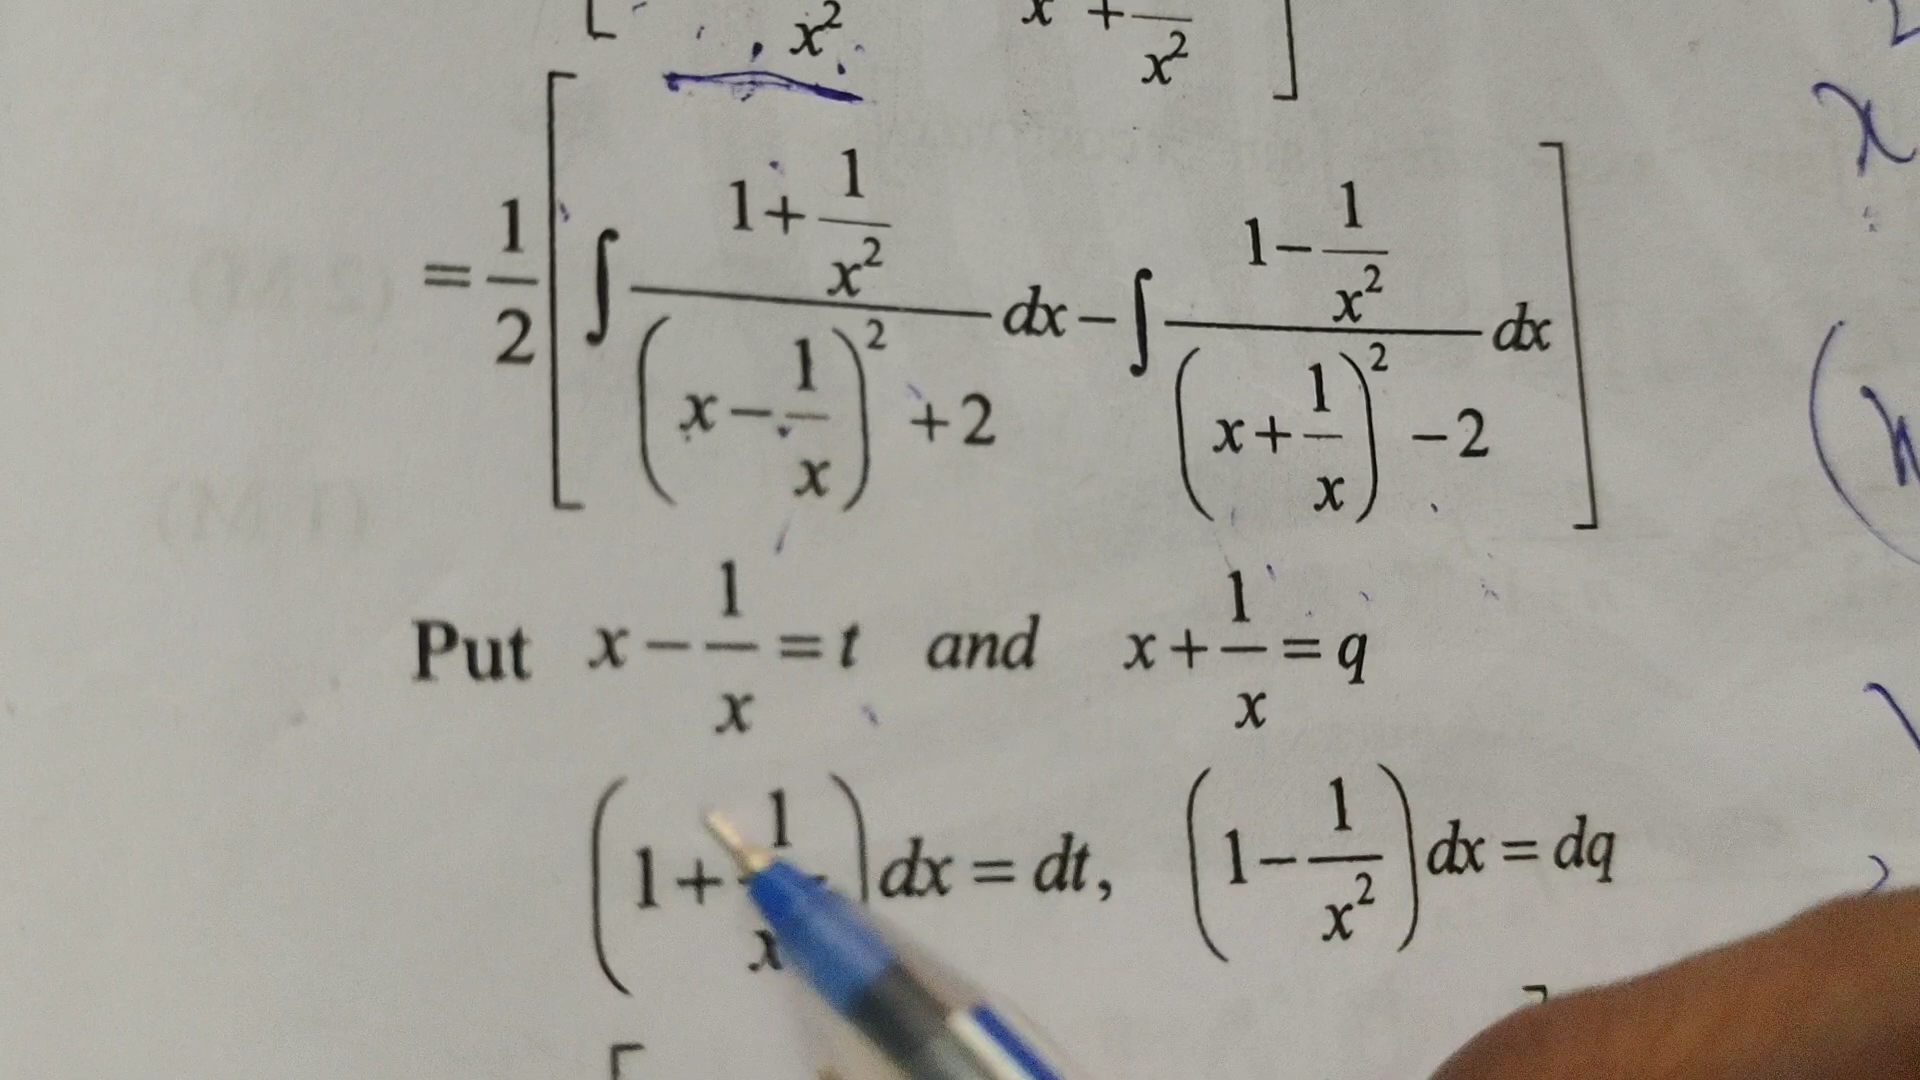 [ x² x + — x² ]
= 1/2 [ ∫ (1 + 1/x²) / ((x − 1/x)² + 2) dx − ∫ (1 − 1/x²) / ((x + 1/x)² − 2) dx ]
Put x − 1/x = t and x + 1/x = q
(1 + 1/x) dx = dt, (1 − 1/x²) dx = dq